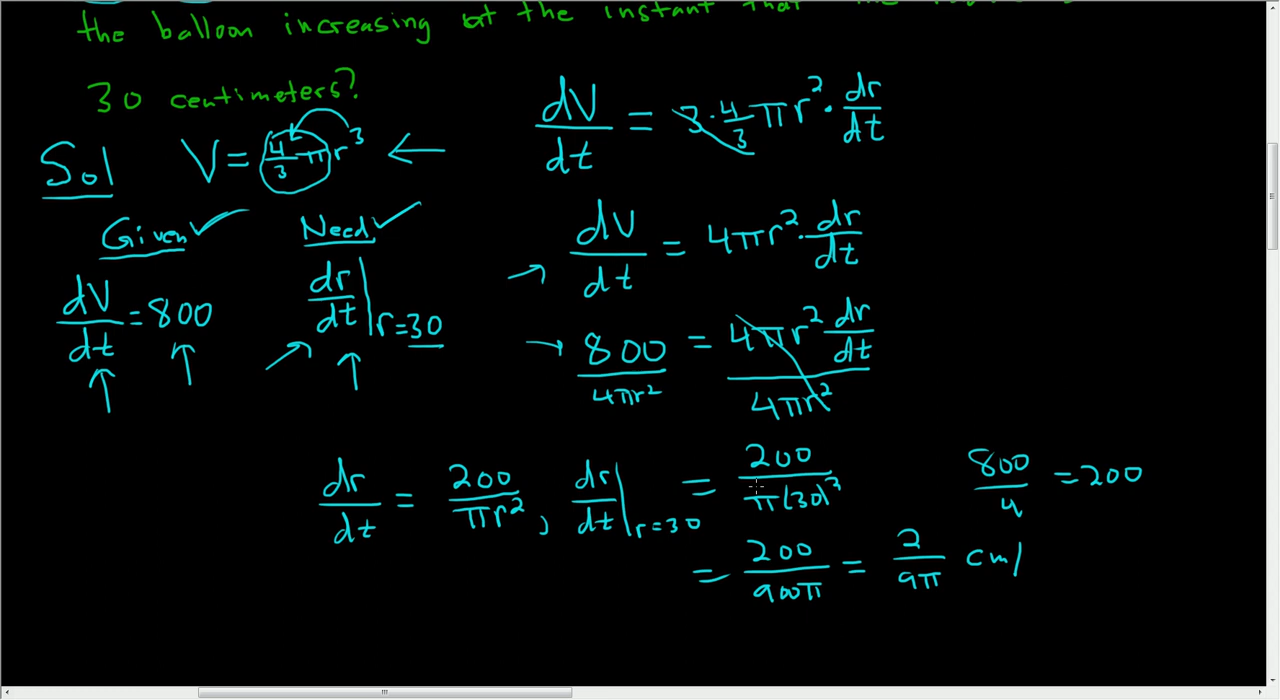 the balloon increasing at the instant that
30 centimeters?
Sol V = 4/3 πr³ ←
Given ✓ Need ✓
dV/dt = 800
dr/dt | r=30
dV/dt = 3·4/3 πr²·dr/dt
→ dV/dt = 4πr²·dr/dt
→ 800/4πr² = 4πr² dr/dt / 4πr²
dr/dt = 200/πr², dr/dt | r=30 = 200/π(30)² 800/4 = 200
= 200/900π = 2/9π cm/